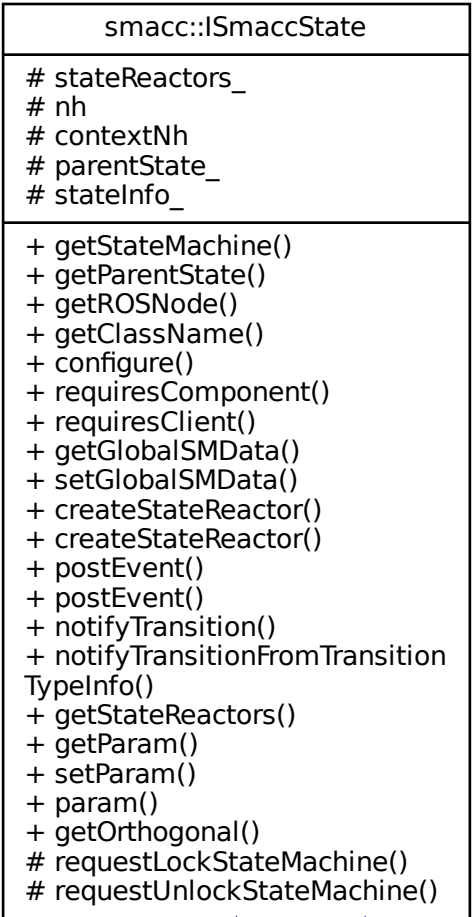 smacc::ISmaccState
# stateReactors_
# nh
# contextNh
# parentState_
# stateInfo_
+ getStateMachine()
+ getParentState()
+ getROSNode()
+ getClassName()
+ configure()
+ requiresComponent()
+ requiresClient()
+ getGlobalSMData()
+ setGlobalSMData()
+ createStateReactor()
+ createStateReactor()
+ postEvent()
+ postEvent()
+ notifyTransition()
+ notifyTransitionFromTransition
TypeInfo()
+ getStateReactors()
+ getParam()
+ setParam()
+ param()
+ getOrthogonal()
# requestLockStateMachine()
# requestUnlockStateMachine()